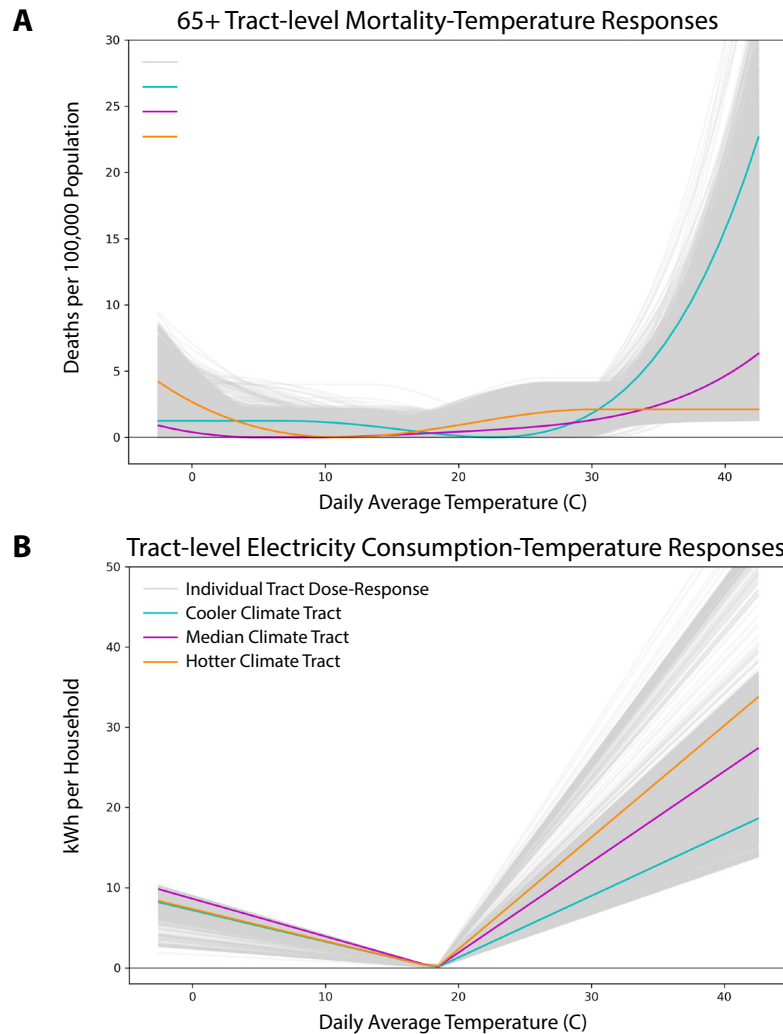 A
65+ Tract-level Mortality-Temperature Responses
Deaths per 100,000 Population
30
25
20
15
10
5
0
0 10 20 30 40
Daily Average Temperature (C)
B
Tract-level Electricity Consumption-Temperature Responses
kWh per Household
50
40
30
20
10
0
Individual Tract Dose-Response
Cooler Climate Tract
Median Climate Tract
Hotter Climate Tract
0 10 20 30 40
Daily Average Temperature (C)